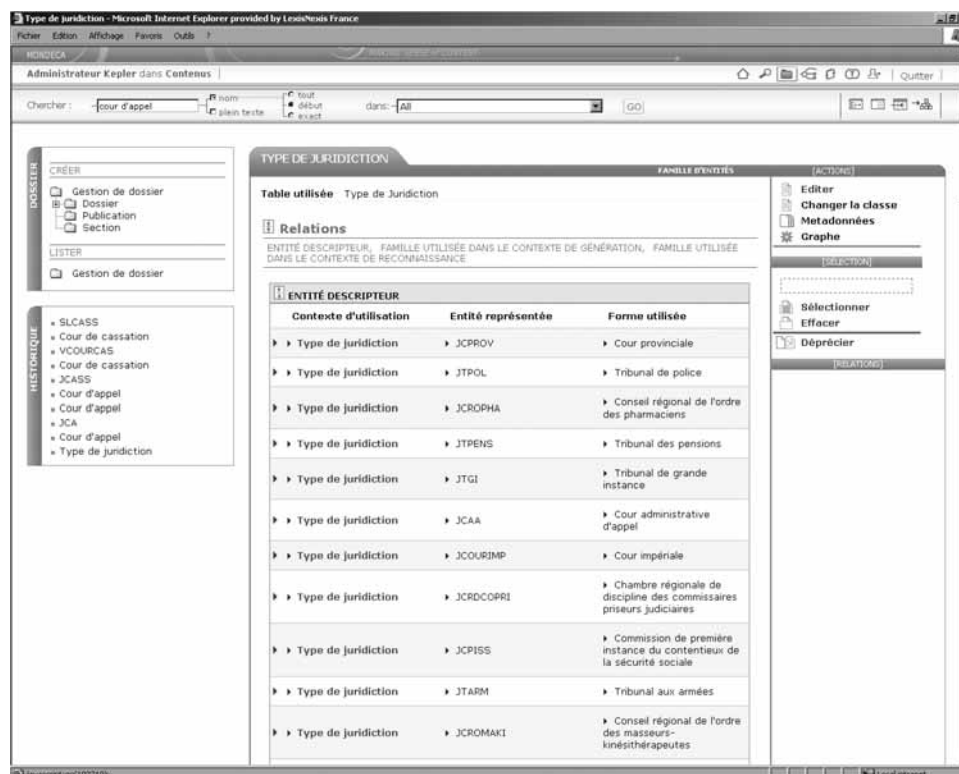 Type de juridiction - Microsoft Internet Explorer provided by LexisNexis France
Fichier Edition Affichage Favoris Outils ?
MONDECA
Administrateur Kepler dans Contenus
Quitter
Chercher : cour d'appel
nom
plein texte
tout
début
exact
dans: All
GO
DOSSIER
CRÉER
Gestion de dossier
Dossier
Publication
Section
LISTER
Gestion de dossier
HISTORIQUE
SLCASS
Cour de cassation
VCOURCAS
Cour de cassation
JCASS
Cour d'appel
Cour d'appel
JCA
Cour d'appel
Type de juridiction
TYPE DE JURIDICTION
FAMILLE D'ENTITÉS
Table utilisée Type de Juridiction
Relations
ENTITÉ DESCRIPTEUR, FAMILLE UTILISÉE DANS LE CONTEXTE DE GÉNÉRATION, FAMILLE UTILISÉE
DANS LE CONTEXTE DE RECONNAISSANCE
ENTITÉ DESCRIPTEUR
Contexte d'utilisation Entité représentée Forme utilisée
Type de juridiction JCPROV Cour provinciale
Type de juridiction JTPOL Tribunal de police
Type de juridiction JCROPHA Conseil régional de l'ordre
des pharmaciens
Type de juridiction JTPENS Tribunal des pensions
Type de juridiction JTGI Tribunal de grande
instance
Type de juridiction JCAA Cour administrative
d'appel
Type de juridiction JCOURIMP Cour impériale
Type de juridiction JCRDCOPRI Chambre régionale de
discipline des commissaires
priseurs judiciaires
Type de juridiction JCPISS Commission de première
instance du contentieux de
la sécurité sociale
Type de juridiction JTARM Tribunal aux armées
Type de juridiction JCROMAKI Conseil régional de l'ordre
des masseurs-
kinésithérapeutes
[ACTIONS]
Editer
Changer la classe
Metadonnées
Graphe
[SÉLECTION]
Sélectionner
Effacer
Déprécier
[RELATIONS]